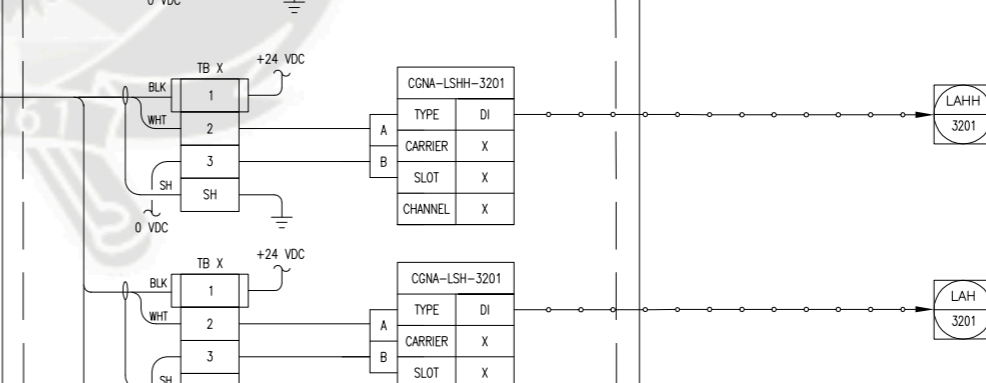 0 VDC
TB X
+24 VDC
BLK
1
WHT
2
3
SH
SH
0 VDC
CGNA-LSHH-3201
TYPE DI
A
CARRIER X
B
SLOT X
CHANNEL X
LAHH
3201
TB X
+24 VDC
BLK
1
WHT
2
3
SH
CGNA-LSH-3201
TYPE DI
A
CARRIER X
B
SLOT X
LAH
3201